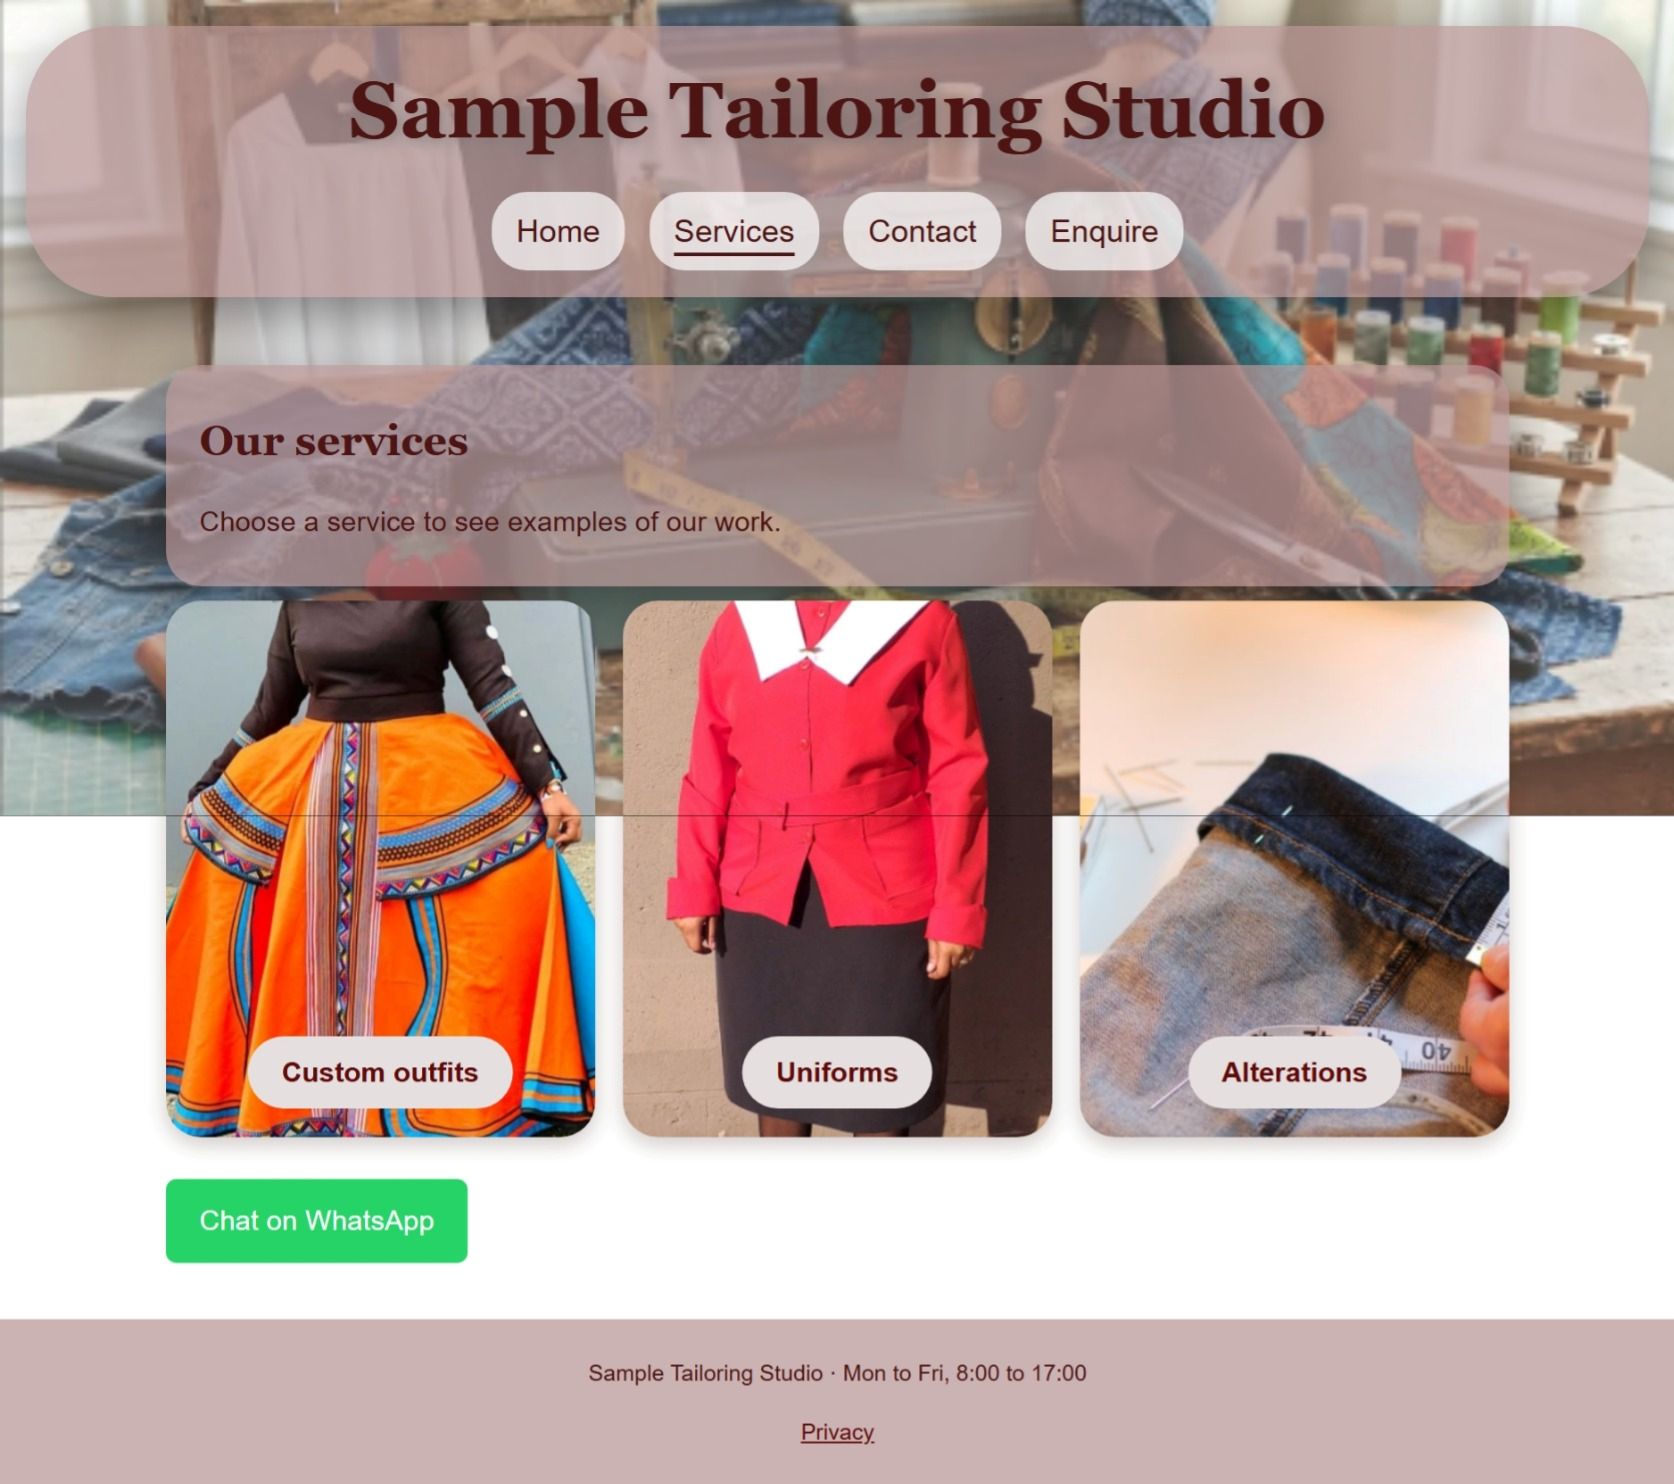 Sample Tailoring Studio
Home Services Contact Enquire
Our services
Choose a service to see examples of our work.
Custom outfits
Uniforms
Alterations
Chat on WhatsApp
Sample Tailoring Studio · Mon to Fri, 8:00 to 17:00
Privacy